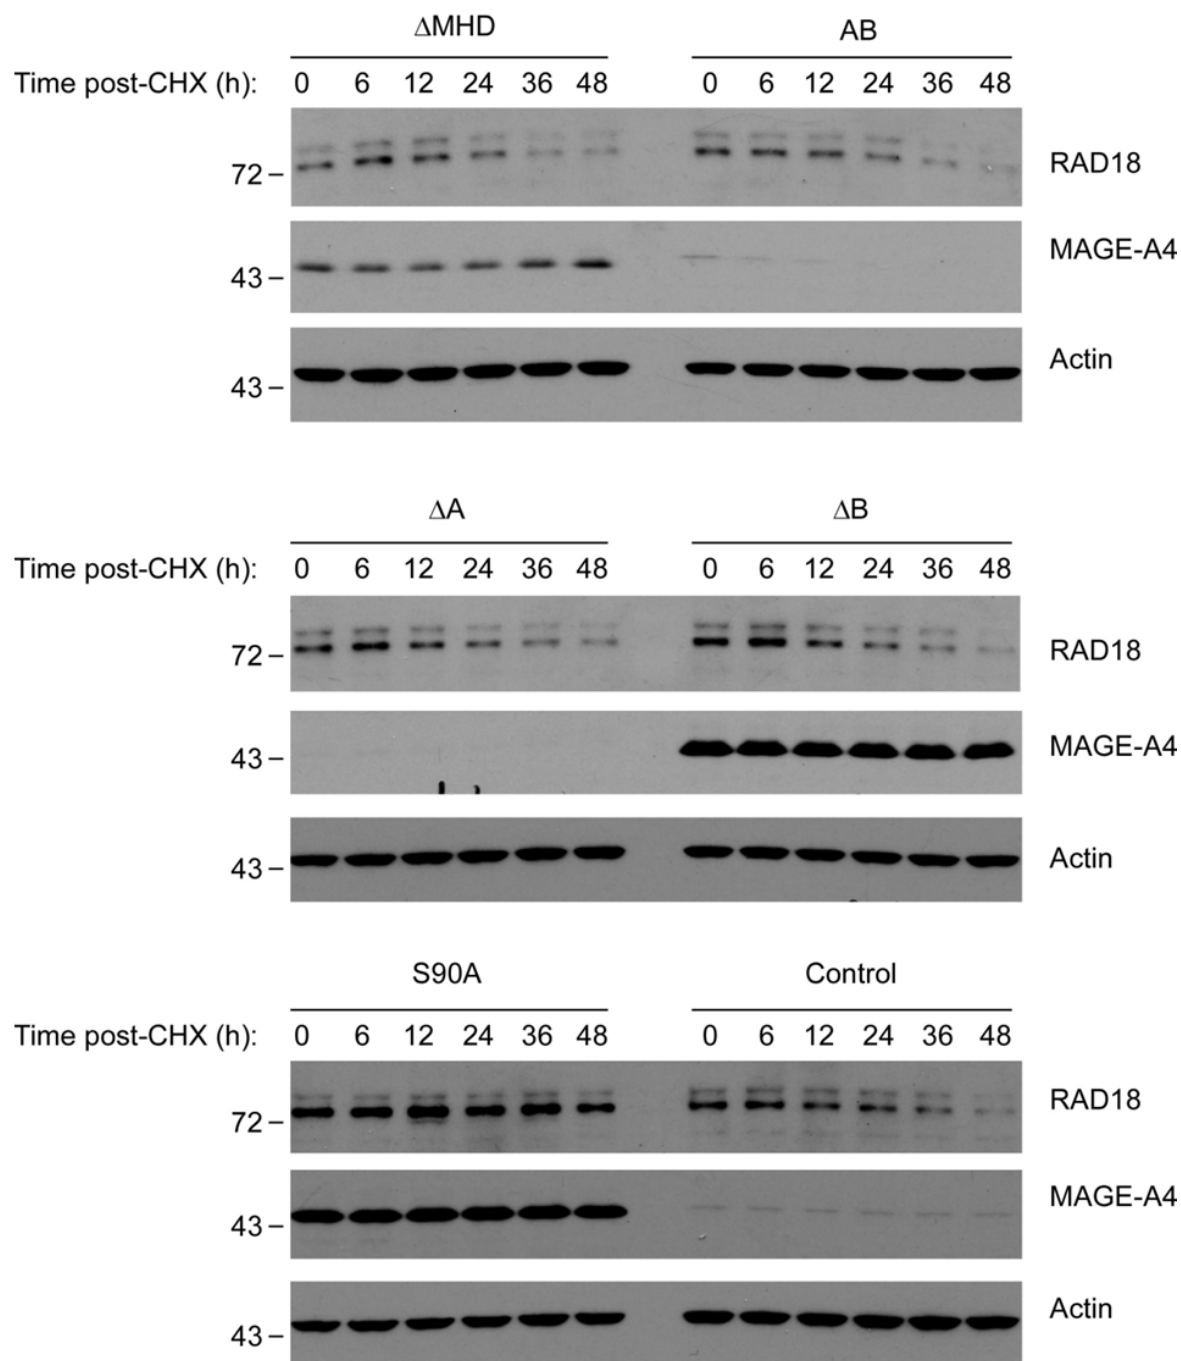 ΔMHD AB
Time post-CHX (h): 0 6 12 24 36 48 0 6 12 24 36 48
72 RAD18
43 MAGE-A4
43 Actin
ΔA ΔB
Time post-CHX (h): 0 6 12 24 36 48 0 6 12 24 36 48
72 RAD18
43 MAGE-A4
43 Actin
S90A Control
Time post-CHX (h): 0 6 12 24 36 48 0 6 12 24 36 48
72 RAD18
43 MAGE-A4
43 Actin